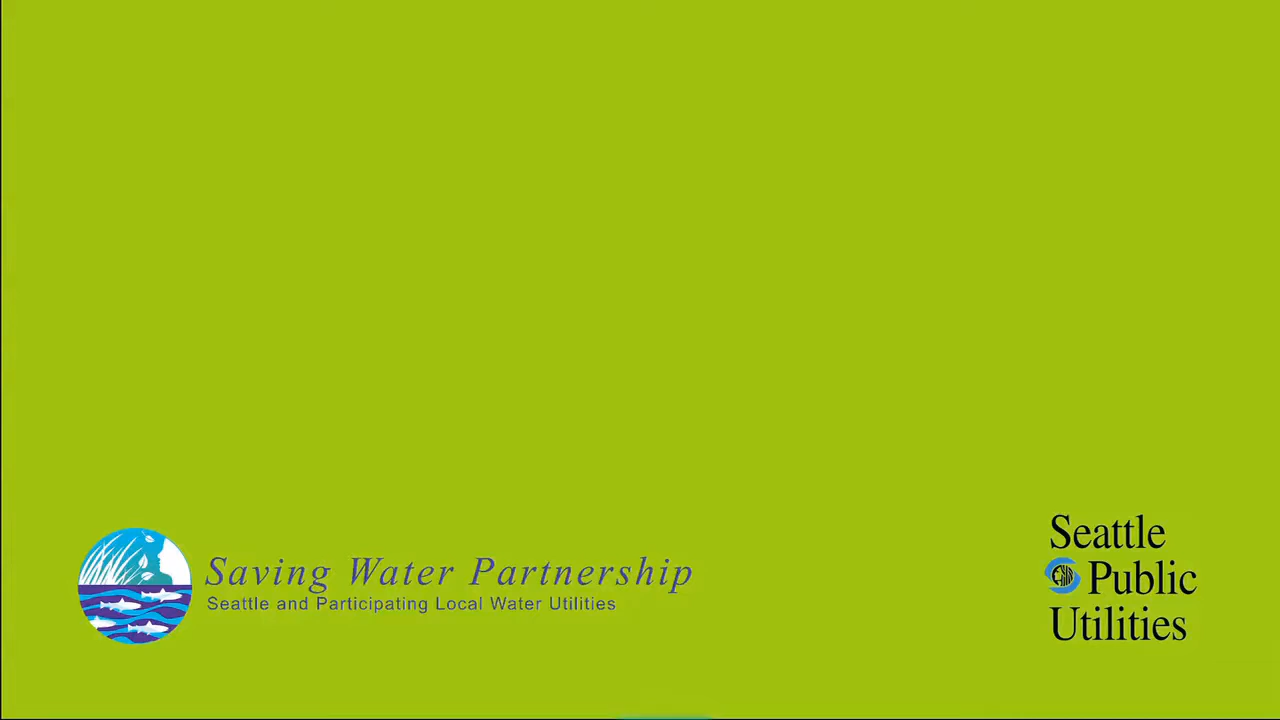 Saving Water Partnership
Seattle and Participating Local Water Utilities
Seattle
Public
Utilities